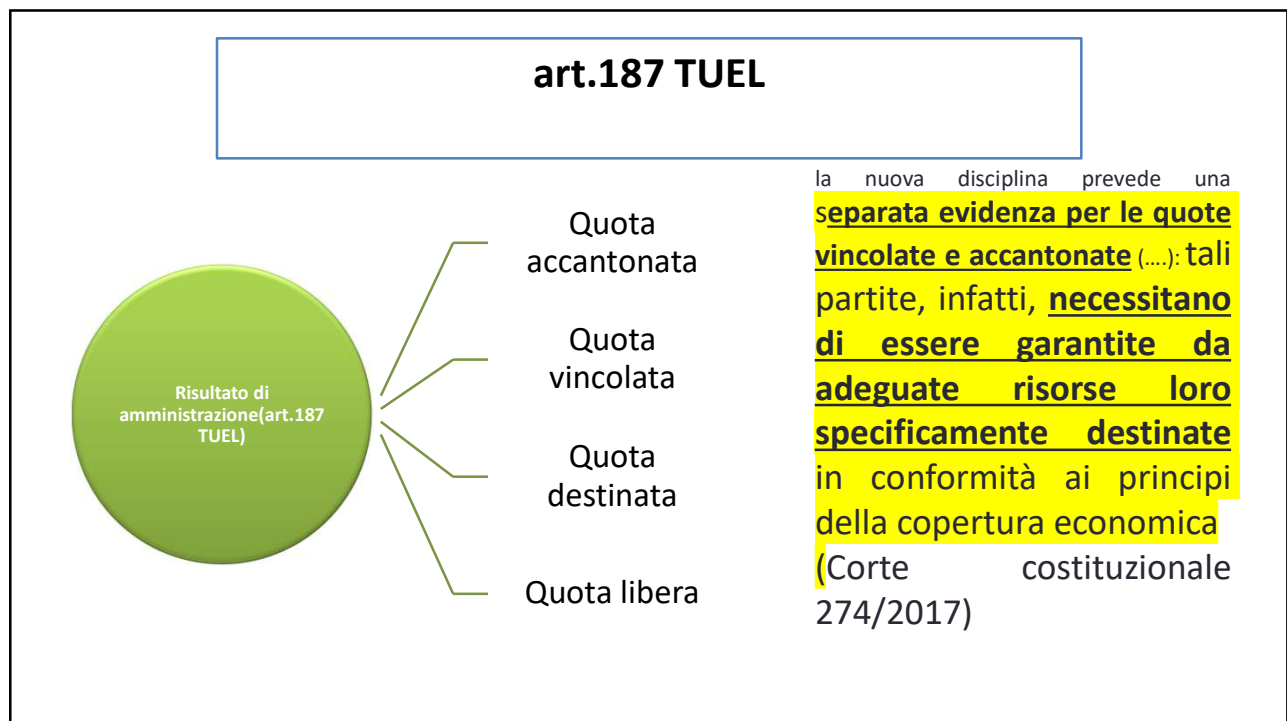 art.187 TUEL
Risultato di
amministrazione(art.187
TUEL)
Quota
accantonata
Quota
vincolata
Quota
destinata
Quota libera
la nuova disciplina prevede una
separata evidenza per le quote
vincolate e accantonate (....): tali
partite, infatti, necessitano
di essere garantite da
adeguate risorse loro
specificamente destinate
in conformità ai principi
della copertura economica
(Corte costituzionale
274/2017)